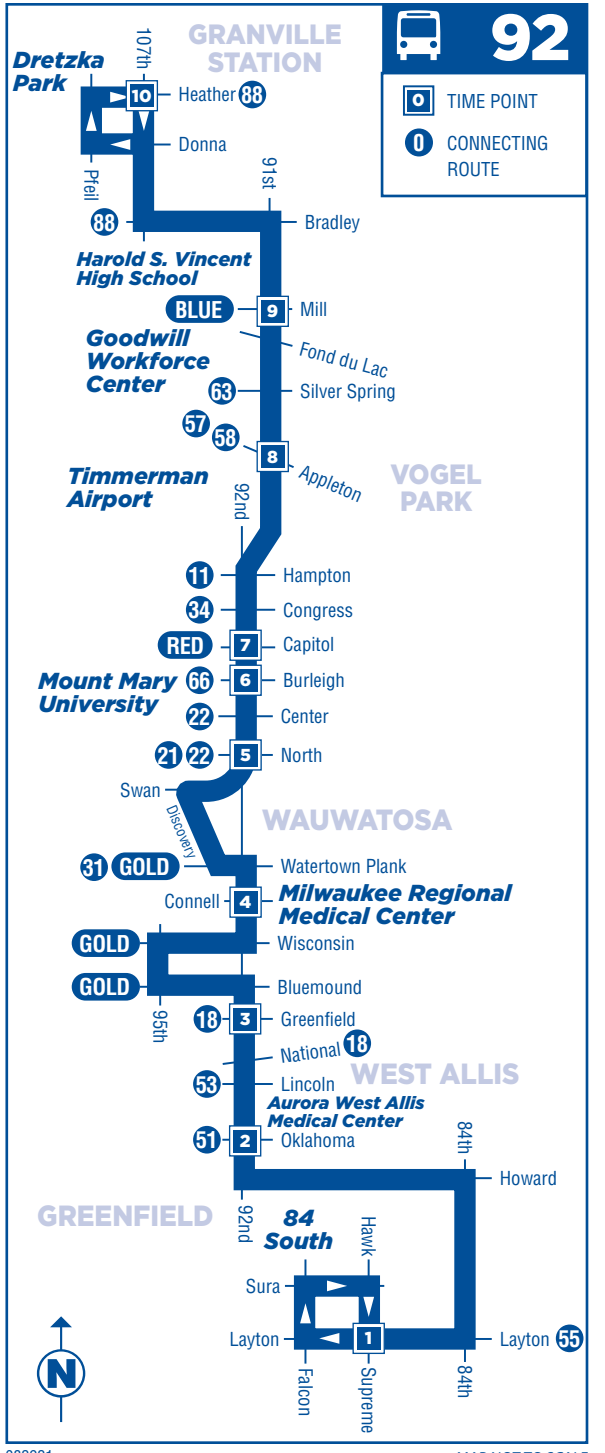 92
0 TIME POINT
0 CONNECTING
ROUTE
GRANVILLE
STATION
Dretzka
Park
107th
10
Heather 88
Donna
Pfeil
91st
88
Bradley
Harold S. Vincent
High School
BLUE
9
Mill
Goodwill
Workforce
Center
Fond du Lac
63
Silver Spring
57
58
8
Appleton
Timmerman
Airport
VOGEL
PARK
92nd
11
Hampton
34
Congress
RED
7
Capitol
Mount Mary
University
66
6
Burleigh
22
Center
21 22
5
North
Swan
Discovery
WAUWATOSA
31 GOLD
Watertown Plank
Connell
4
Milwaukee Regional
Medical Center
GOLD
Wisconsin
GOLD
Bluemound
95th
18
3
Greenfield
National 18
WEST ALLIS
53
Lincoln
Aurora West Allis
Medical Center
51
2
Oklahoma
84th
Howard
GREENFIELD
92nd
84
South
Hawk
Sura
Layton
1
Layton 55
Falcon
Supreme
84th
N